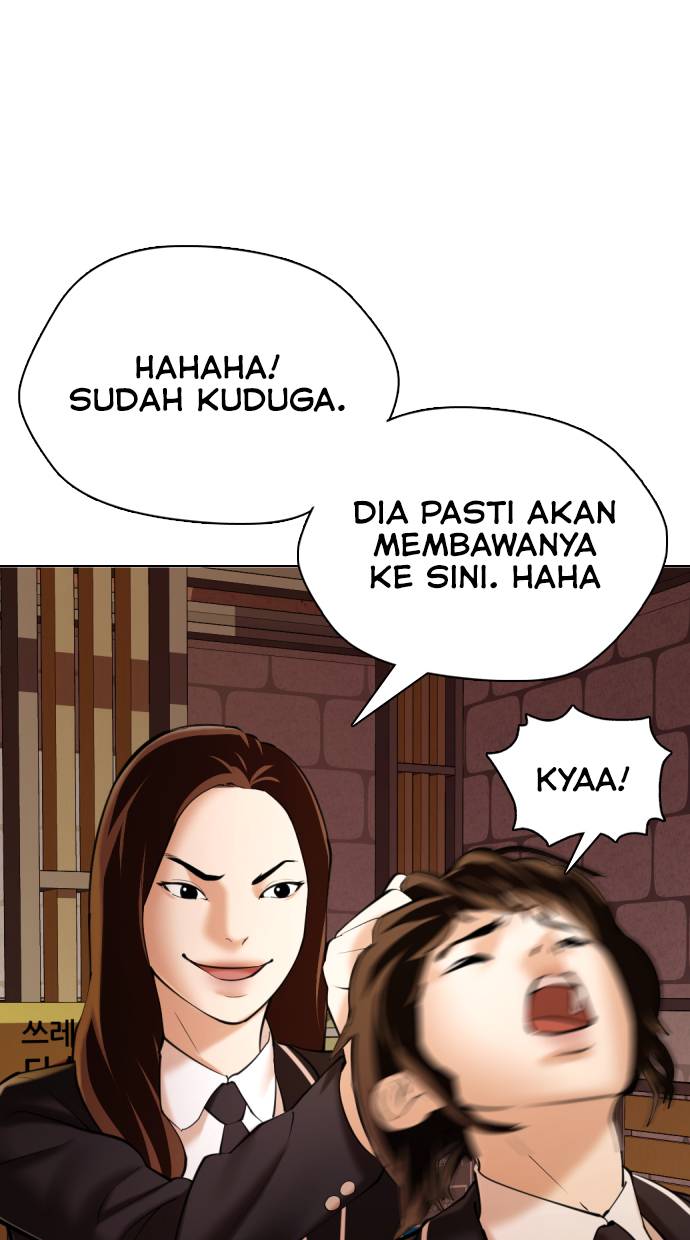 HAHAHA!
SUDAH KUDUGA.
DIA PASTI AKAN
MEMBAWANYA
KE SINI. HAHA
KYAA!
쓰레